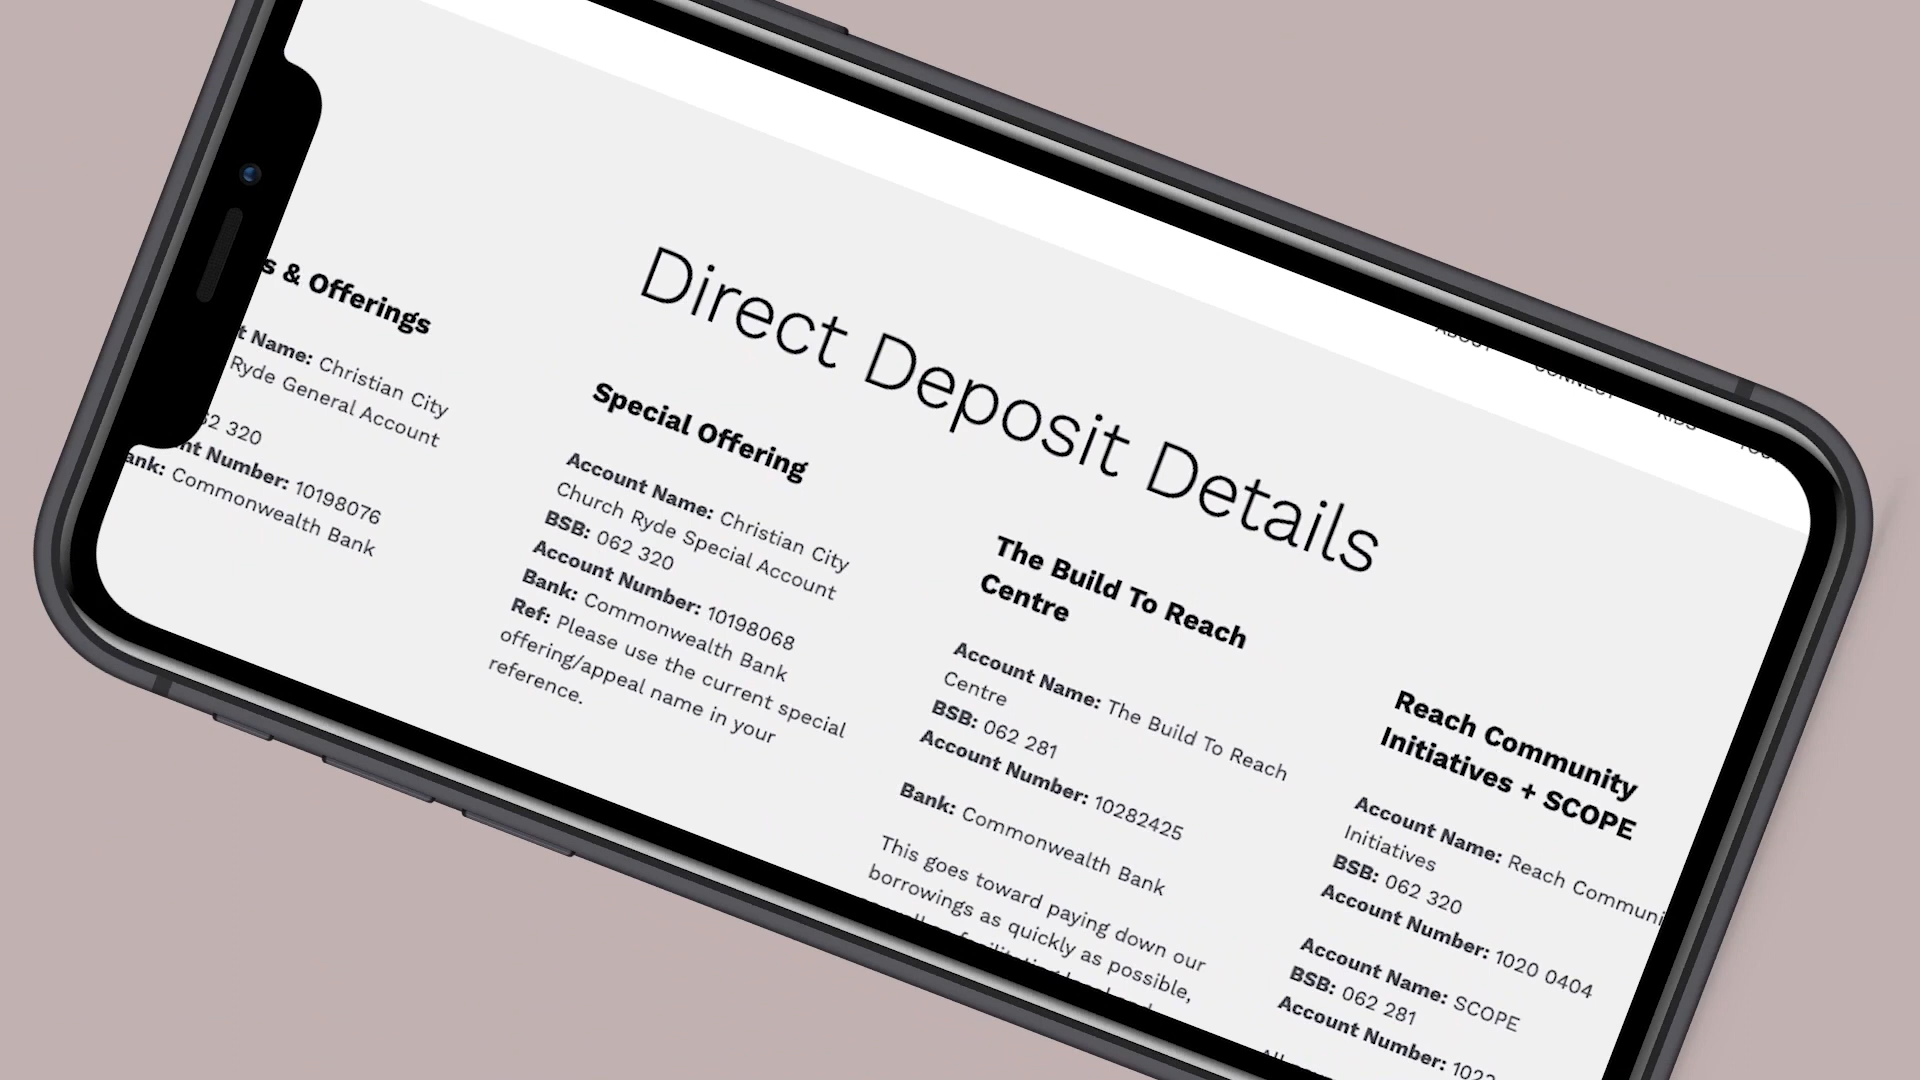 Direct Deposit Details
& Offerings
Name: Christian City
Ryde General Account
320
Number: 10198076
Commonwealth Bank
Special Offering
Account Name: Christian City
Church Ryde Special Account
BSB: 062 320
Account Number: 10198068
Bank: Commonwealth Bank
Ref: Please use the current special
offering/appeal name in your
reference.
The Build To Reach
Centre
Account Name: The Build To Reach
Centre
BSB: 062 281
Account Number: 10282425
Bank: Commonwealth Bank
This goes toward paying down our
borrowings as quickly as possible,
Reach Community
Initiatives + SCOPE
Account Name: Reach Communi
Initiatives
BSB: 062 320
Account Number: 1020 0404
Account Name: SCOPE
BSB: 062 281
Account Number: